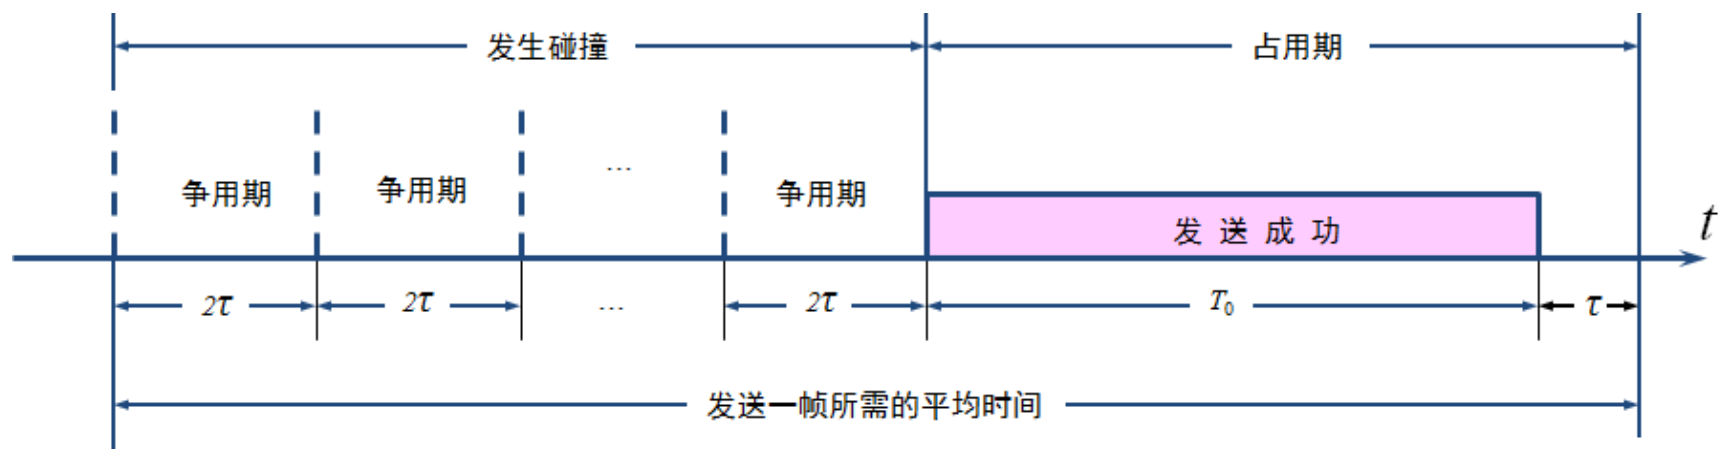 发生碰撞 占用期
争用期 争用期 … 争用期
发 送 成 功 t
2τ 2τ … 2τ T₀ τ
发送一帧所需的平均时间